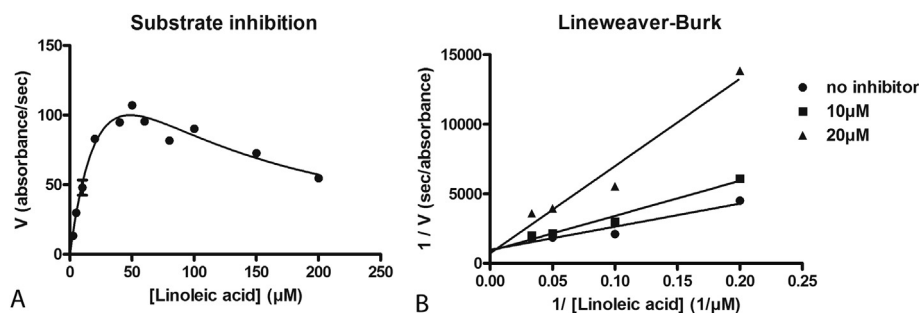 Substrate inhibition
V (absorbance/sec)
150
100
50
0
0 50 100 150 200 250
[Linoleic acid] (µM)
A
Lineweaver-Burk
1 / V (sec/absorbance)
15000
10000
5000
0
0.00 0.05 0.10 0.15 0.20 0.25
1/ [Linoleic acid] (1/µM)
B
no inhibitor
10µM
20µM